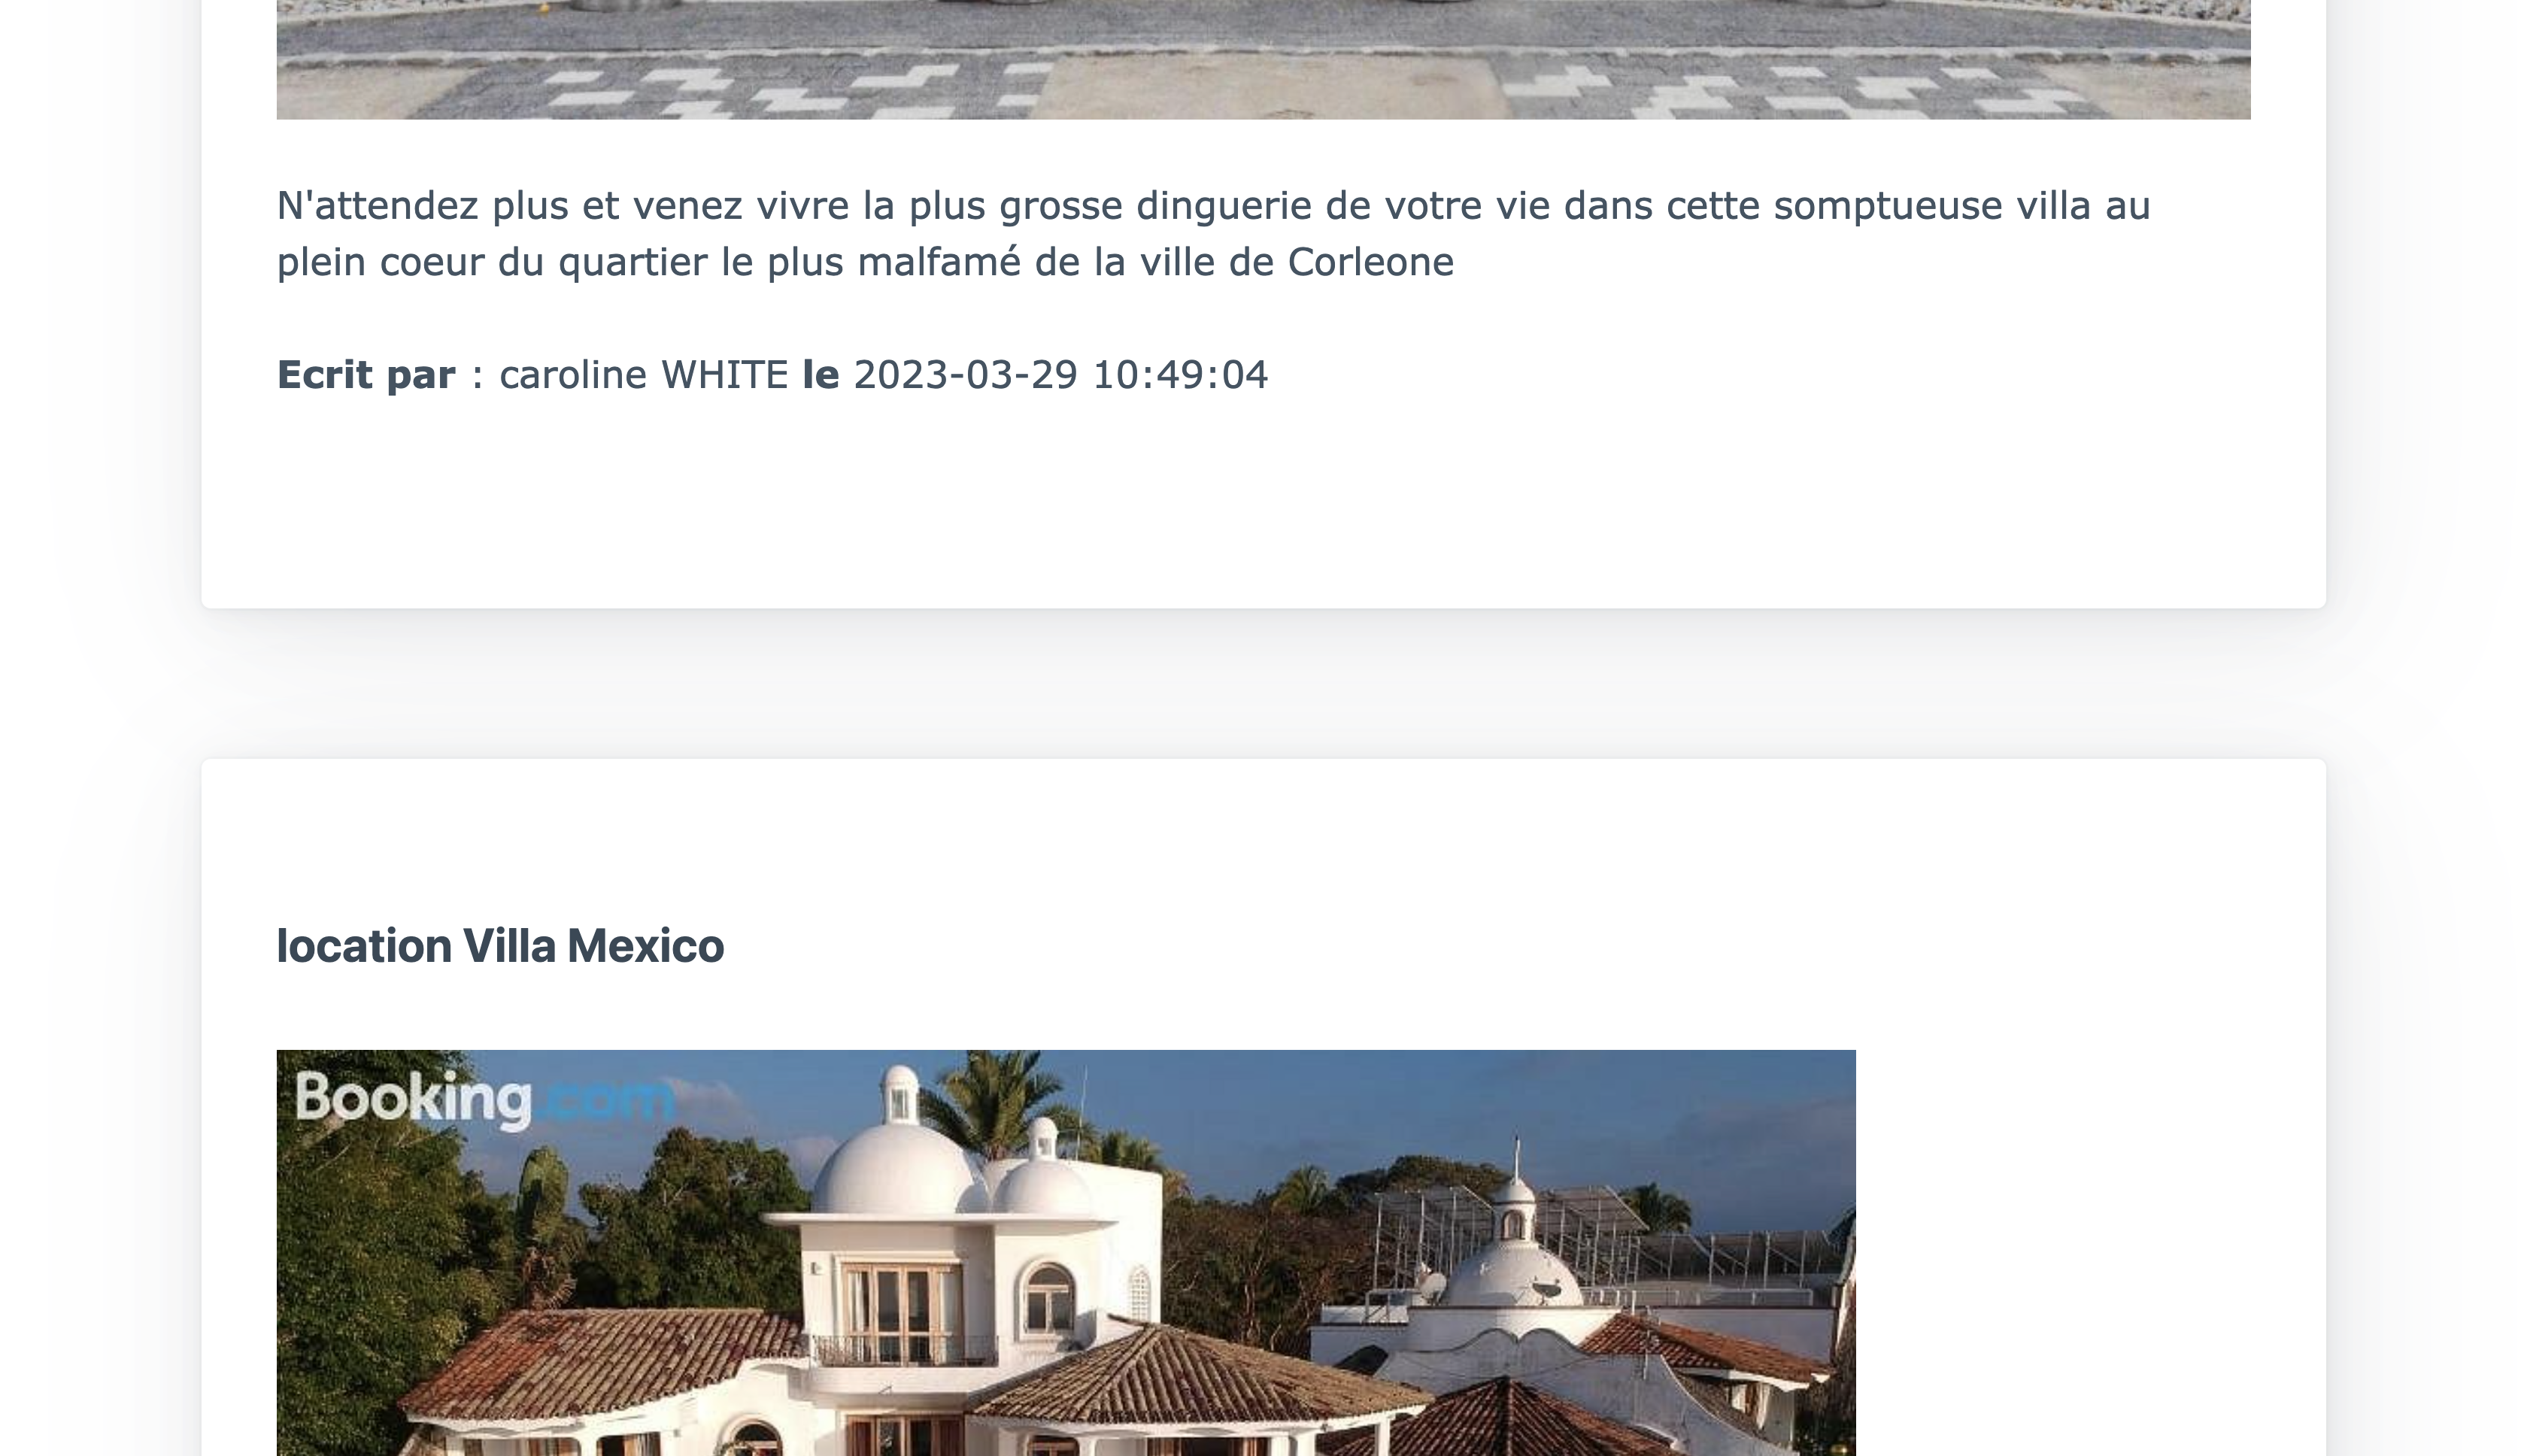 N'attendez plus et venez vivre la plus grosse dinguerie de votre vie dans cette somptueuse villa au
plein coeur du quartier le plus malfamé de la ville de Corleone
Ecrit par : caroline WHITE le 2023-03-29 10:49:04
location Villa Mexico
Booking.com